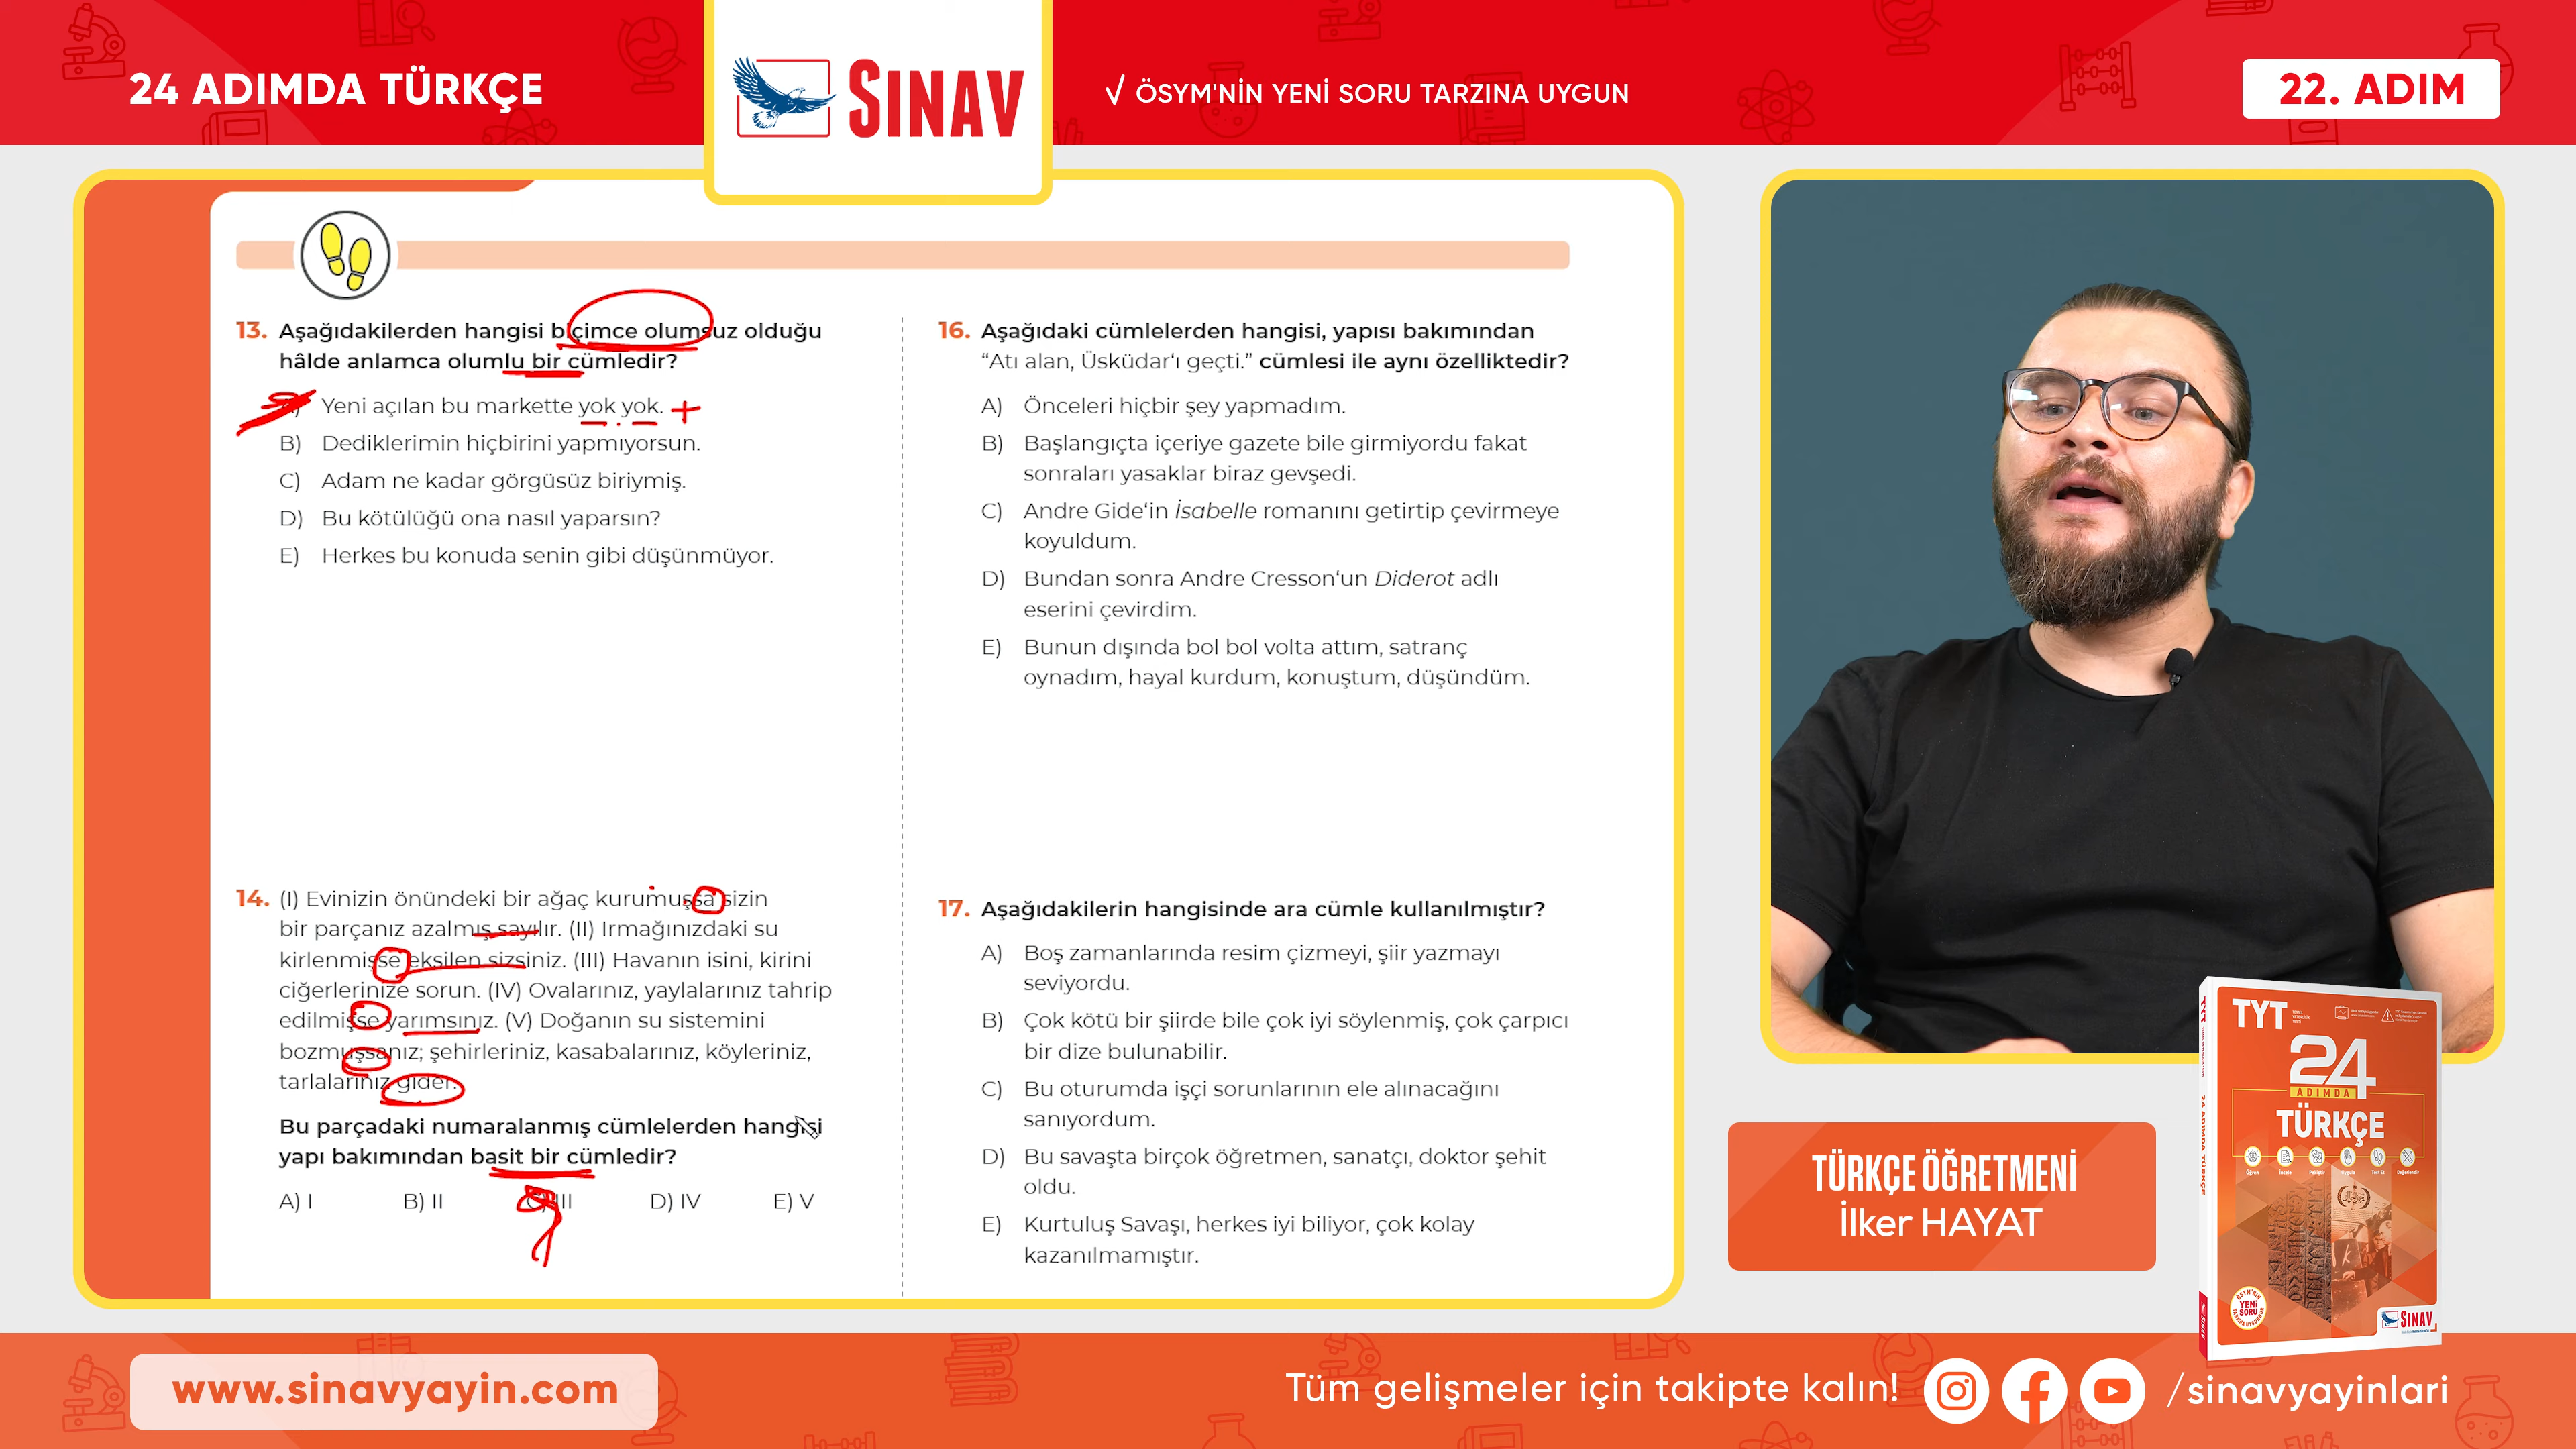 24 ADIMDA TÜRKÇE
SINAV
√ ÖSYM'NİN YENİ SORU TARZINA UYGUN
22. ADIM
13. Aşağıdakilerden hangisi biçimce olumsuz olduğu
hâlde anlamca olumlu bir cümledir?
A) Yeni açılan bu markette yok yok. +
B) Dediklerimin hiçbirini yapmıyorsun.
C) Adam ne kadar görgüsüz biriymiş.
D) Bu kötülüğü ona nasıl yaparsın?
E) Herkes bu konuda senin gibi düşünmüyor.
14. (I) Evinizin önündeki bir ağaç kurumuşsa sizin
bir parçanız azalmış sayılır. (II) Irmağınızdaki su
kirlenmişse eksilen sizsiniz. (III) Havanın isini, kirini
ciğerlerinize sorun. (IV) Ovalarınız, yaylalarınız tahrip
edilmişse yarımsınız. (V) Doğanın su sistemini
bozmuşsanız; şehirleriniz, kasabalarınız, köyleriniz,
tarlalarınız gider.
Bu parçadaki numaralanmış cümlelerden hangisi
yapı bakımından basit bir cümledir?
A) I B) II C) III D) IV E) V
16. Aşağıdaki cümlelerden hangisi, yapısı bakımından
“Atı alan, Üsküdar‘ı geçti.” cümlesi ile aynı özelliktedir?
A) Önceleri hiçbir şey yapmadım.
B) Başlangıçta içeriye gazete bile girmiyordu fakat
sonraları yasaklar biraz gevşedi.
C) Andre Gide‘in İsabelle romanını getirtip çevirmeye
koyuldum.
D) Bundan sonra Andre Cresson‘un Diderot adlı
eserini çevirdim.
E) Bunun dışında bol bol volta attım, satranç
oynadım, hayal kurdum, konuştum, düşündüm.
17. Aşağıdakilerin hangisinde ara cümle kullanılmıştır?
A) Boş zamanlarında resim çizmeyi, şiir yazmayı
seviyordu.
B) Çok kötü bir şiirde bile çok iyi söylenmiş, çok çarpıcı
bir dize bulunabilir.
C) Bu oturumda işçi sorunlarının ele alınacağını
sanıyordum.
D) Bu savaşta birçok öğretmen, sanatçı, doktor şehit
oldu.
E) Kurtuluş Savaşı, herkes iyi biliyor, çok kolay
kazanılmamıştır.
TÜRKÇE ÖĞRETMENİ
İlker HAYAT
TYT
24
ADIMDA
TÜRKÇE
YENİ
SORU
SINAV
www.sinavyayin.com
Tüm gelişmeler için takipte kalın!
/sinavyayinlari